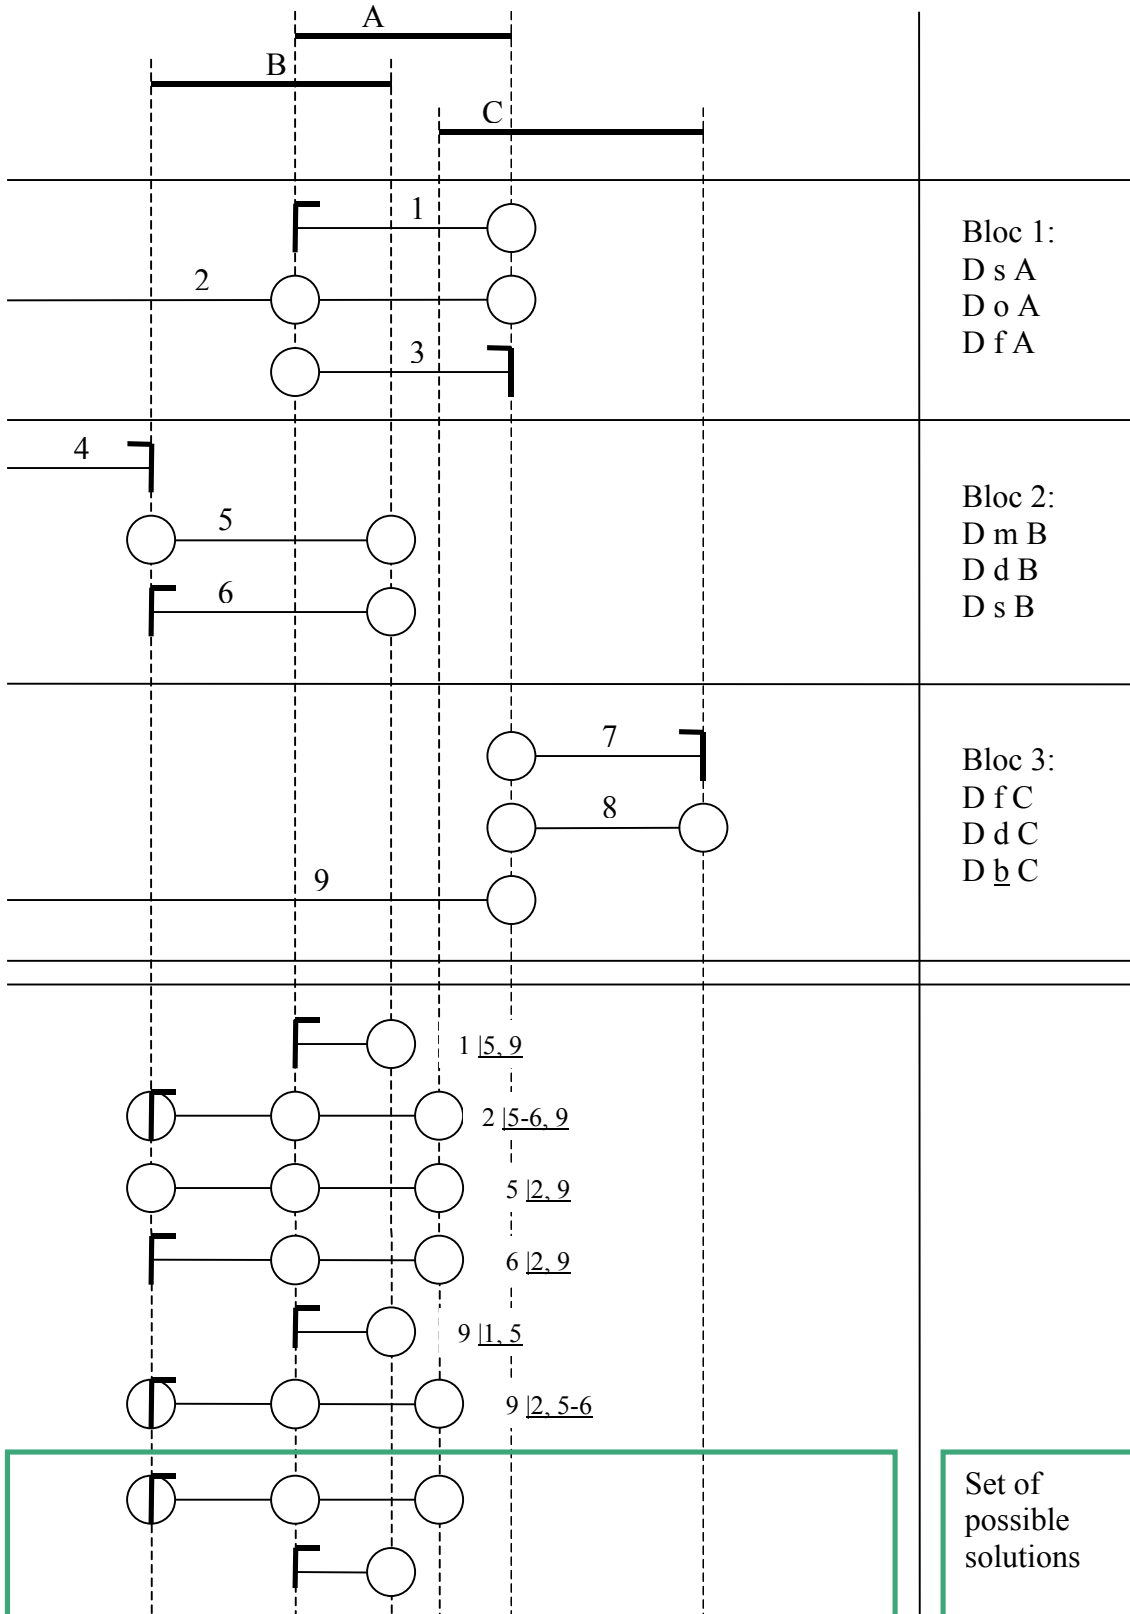 A
B
C
1
2
3
Bloc 1:
D s A
D o A
D f A
4
5
6
Bloc 2:
D m B
D d B
D s B
7
8
9
Bloc 3:
D f C
D d C
D b C
1 |5, 9
2 |5-6, 9
5 |2, 9
6 |2, 9
9 |1, 5
9 |2, 5-6
Set of
possible
solutions